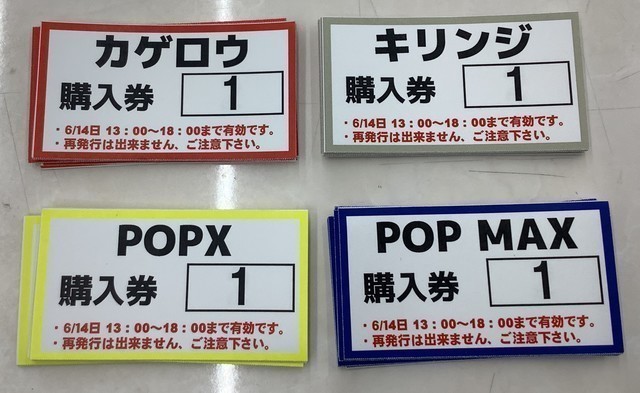 カゲロウ
購入券 1
・6/14日 13：00～18：00まで有効です。
・再発行は出来ません、ご注意下さい。
キリンジ
購入券 1
・6/14日 13：00～18：00まで有効です。
・再発行は出来ません、ご注意下さい。
POPX
購入券 1
・6/14日 13：00～18：00まで有効です。
・再発行は出来ません、ご注意下さい。
POP MAX
購入券 1
・6/14日 13：00～18：00まで有効です。
・再発行は出来ません、ご注意下さい。